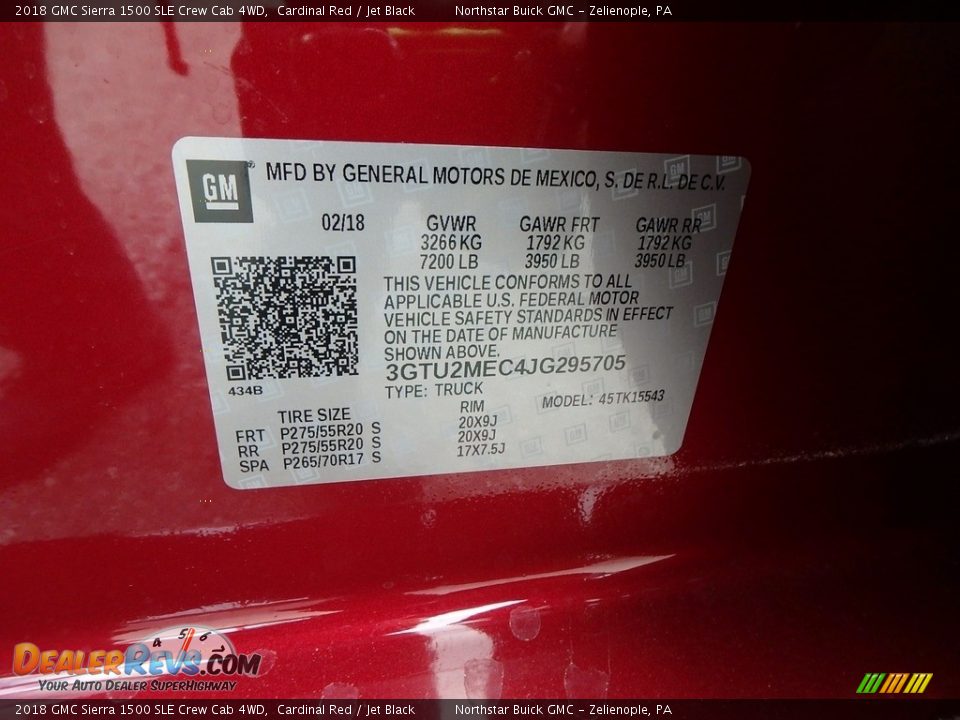 2018 GMC Sierra 1500 SLE Crew Cab 4WD, Cardinal Red / Jet Black Northstar Buick GMC - Zelienople, PA
GM ® MFD BY GENERAL MOTORS DE MEXICO, S. DE R.L. DE C.V.
02/18 GVWR GAWR FRT GAWR RR
3266 KG 1792 KG 1792 KG
7200 LB 3950 LB 3950 LB
THIS VEHICLE CONFORMS TO ALL
APPLICABLE U.S. FEDERAL MOTOR
VEHICLE SAFETY STANDARDS IN EFFECT
ON THE DATE OF MANUFACTURE
SHOWN ABOVE.
3GTU2MEC4JG295705
434B TYPE: TRUCK MODEL: 45TK15543
TIRE SIZE RIM
FRT P275/55R20 S 20X9J
RR P275/55R20 S 20X9J
SPA P265/70R17 S 17X7.5J
4 5 6
DealerRevs.com
Your Auto Dealer SuperHighway
2018 GMC Sierra 1500 SLE Crew Cab 4WD, Cardinal Red / Jet Black Northstar Buick GMC - Zelienople, PA